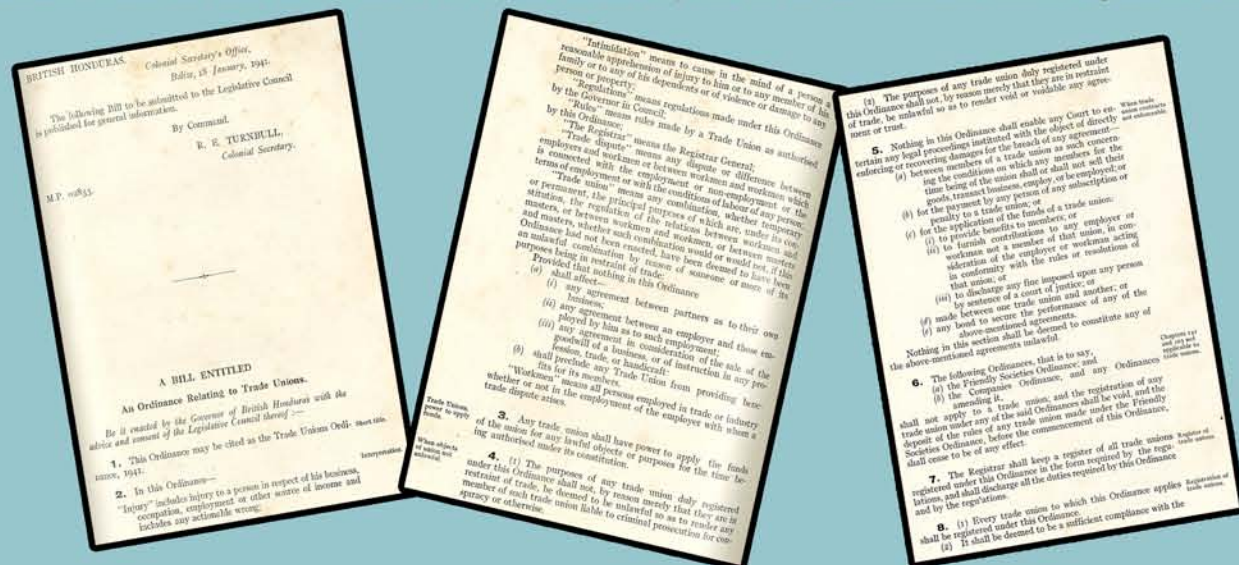 BRITISH HONDURAS.
Colonial Secretary's Office,
Belize, 18 January, 1941.
The following Bill to be submitted to the Legislative Council
is published for general information.
By Command.
R. E. TURNBULL,
Colonial Secretary.
M.P.
A BILL ENTITLED
An Ordinance Relating to Trade Unions.
Be it enacted by the Governor of British Honduras with the
advice and consent of the Legislative Council thereof :—
1. This Ordinance may be cited as the Trade Unions Ordi-
Short title.
nance, 1941.
Interpretation.
2. In this Ordinance—
"Injury" includes injury to a person in respect of his business,
occupation, employment or other source of income and
includes any actionable wrong;
"Intimidation" means to cause in the mind of a person a
reasonable apprehension of injury to him or to any member of his
family or to any of his dependents or of violence or damage to any
person or property;
"Regulations" means regulations made under this Ordinance
by the Governor in Council;
"Rules" means rules made by a Trade Union as authorised
by this Ordinance;
"The Registrar" means the Registrar General;
"Trade dispute" means any dispute or difference between
employers and workmen or between workmen and workmen which
is connected with the employment or non-employment or the
terms of employment or with the conditions of labour of any person;
"Trade union" means any combination, whether temporary
or permanent, the principal purposes of which are, under its con-
stitution, the regulation of the relations between workmen and
masters, or between workmen and workmen, or between masters
and masters, whether such combination would or would not, if this
Ordinance had not been enacted, have been deemed to have been
an unlawful combination by reason of someone or more of its
purposes being in restraint of trade:
Provided that nothing in this Ordinance
(a) shall affect—
(i) any agreement between partners as to their own
business;
(ii) any agreement between an employer and those em-
ployed by him as to such employment;
(iii) any agreement in consideration of the sale of the
goodwill of a business, or of instruction in any pro-
fession, trade, or handicraft:
(b) shall preclude any Trade Union from providing bene-
fits for its members.
"Workmen" means all persons employed in trade or industry
whether or not in the employment of the employer with whom a
trade dispute arises.
Trade Union,
power to apply
funds.
3. Any trade union shall have power to apply the funds
of the union for any lawful objects or purposes for the time be-
ing authorised under its constitution.
When objects
of union not
unlawful.
4. (1) The purposes of any trade union duly registered
under this Ordinance shall not, by reason merely that they are in
restraint of trade, be deemed to be unlawful so as to render any
member of such trade union liable to criminal prosecution for con-
spiracy or otherwise.
(2) The purposes of any trade union duly registered under
this Ordinance shall not, by reason merely that they are in restraint
of trade, be unlawful so as to render void or voidable any agree-
ment or trust.
5. Nothing in this Ordinance shall enable any Court to en-
When trade
union contracts
not enforceable.
tertain any legal proceedings instituted with the object of directly
enforcing or recovering damages for the breach of any agreement—
(a) between members of a trade union as such concern-
ing the conditions on which any members for the
time being of the union shall or shall not sell their
goods, transact business, employ, or be employed; or
(b) for the payment by any person of any subscription or
penalty to a trade union; or
(c) for the application of the funds of a trade union:
(i) to provide benefits to members; or
(ii) to furnish contributions to any employer or
workman not a member of that union, in con-
sideration of the employer or workman acting
in conformity with the rules or resolutions of
that union; or
(iii) to discharge any fine imposed upon any person
by sentence of a court of justice; or
(d) made between one trade union and another; or
(e) any bond to secure the performance of any of the
above-mentioned agreements.
Nothing in this section shall be deemed to constitute any of
the above-mentioned agreements unlawful.
6. The following Ordinances, that is to say,
Chapters
and not
applicable to
trade unions.
(a) the Friendly Societies Ordinance; and
(b) the Companies Ordinance, and any Ordinances
amending it,
shall not apply to a trade union; and the registration of any
trade union under any of the said Ordinances shall be void, and the
deposit of the rules of any trade union made under the Friendly
Societies Ordinance, before the commencement of this Ordinance,
shall cease to be of any effect.
7. The Registrar shall keep a register of all trade unions
Register of
trade unions.
registered under this Ordinance in the form required by the regu-
lations, and shall discharge all the duties required by this Ordinance
and by the regulations.
8. (1) Every trade union to which this Ordinance applies
Registration of
trade unions.
shall be registered under this Ordinance.
(2) It shall be deemed to be a sufficient compliance with the